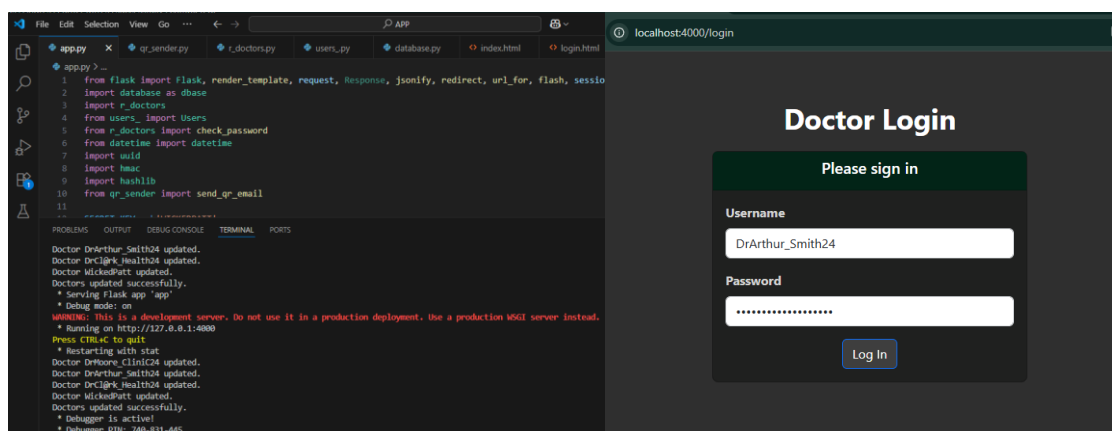 File Edit Selection View Go ··· APP
app.py qr_sender.py r_doctors.py users_.py database.py index.html login.html
app.py > ...
1 from flask import Flask, render_template, request, Response, jsonify, redirect, url_for, flash, sessio
2 import database as dbase
3 import r_doctors
4 from users_ import Users
5 from r_doctors import check_password
6 from datetime import datetime
7 import uuid
8 import hmac
9 import hashlib
10 from qr_sender import send_qr_email
11
PROBLEMS OUTPUT DEBUG CONSOLE TERMINAL PORTS
Doctor DrArthur_Smith24 updated.
Doctor DrCl@rk_Health24 updated.
Doctor WickedPatt updated.
Doctors updated successfully.
* Serving Flask app 'app'
* Debug mode: on
WARNING: This is a development server. Do not use it in a production deployment. Use a production WSGI server instead.
* Running on http://127.0.0.1:4000
Press CTRL+C to quit
* Restarting with stat
Doctor DrMoore_CliniC24 updated.
Doctor DrArthur_Smith24 updated.
Doctor DrCl@rk_Health24 updated.
Doctor WickedPatt updated.
Doctors updated successfully.
* Debugger is active!
* Debugger PIN: 740-831-445
localhost:4000/login
Doctor Login
Please sign in
Username
DrArthur_Smith24
Password
Log In